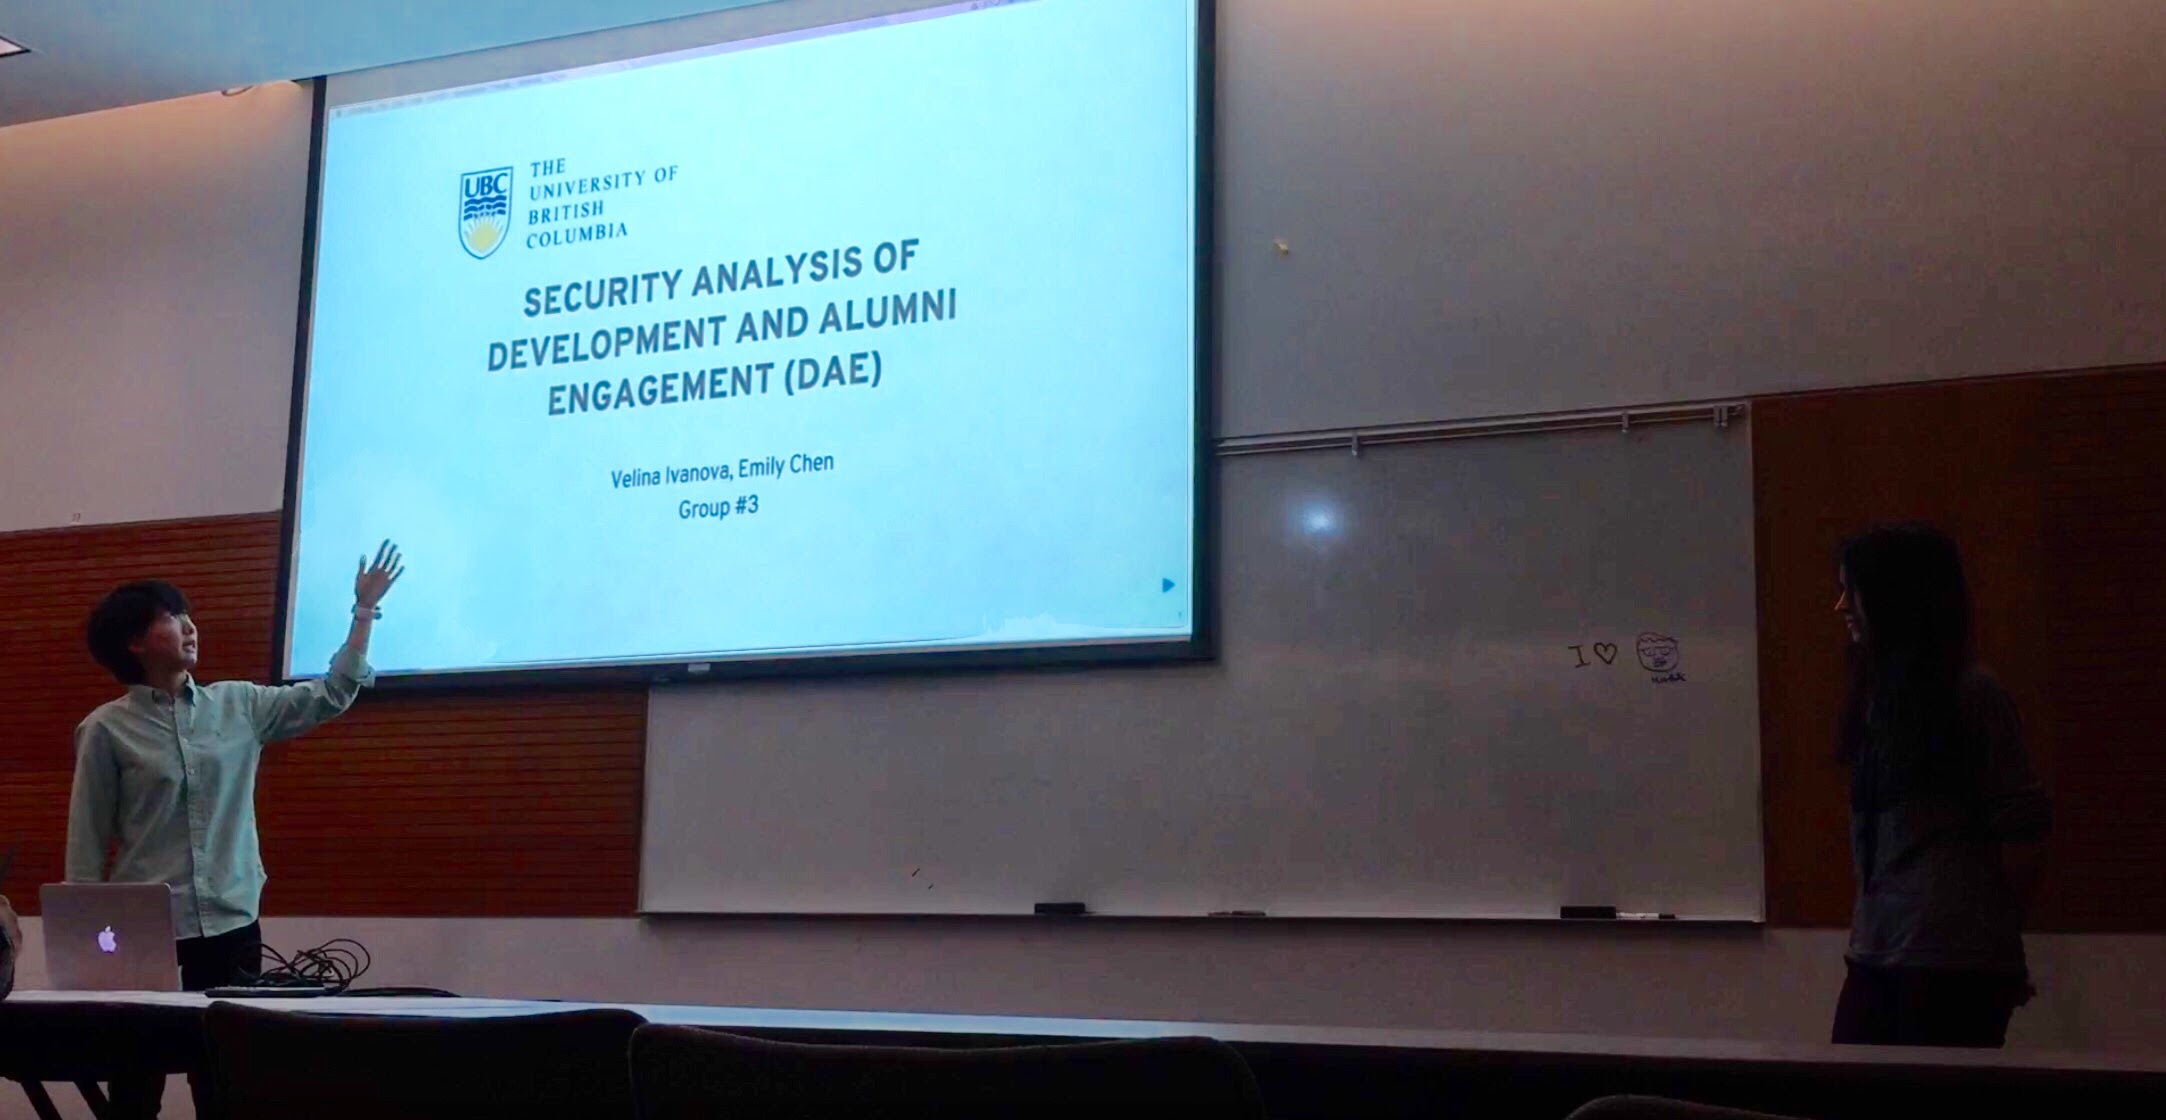 UBC
THE
UNIVERSITY OF
BRITISH
COLUMBIA
SECURITY ANALYSIS OF
DEVELOPMENT AND ALUMNI
ENGAGEMENT (DAE)
Velina Ivanova, Emily Chen
Group #3
I ♡